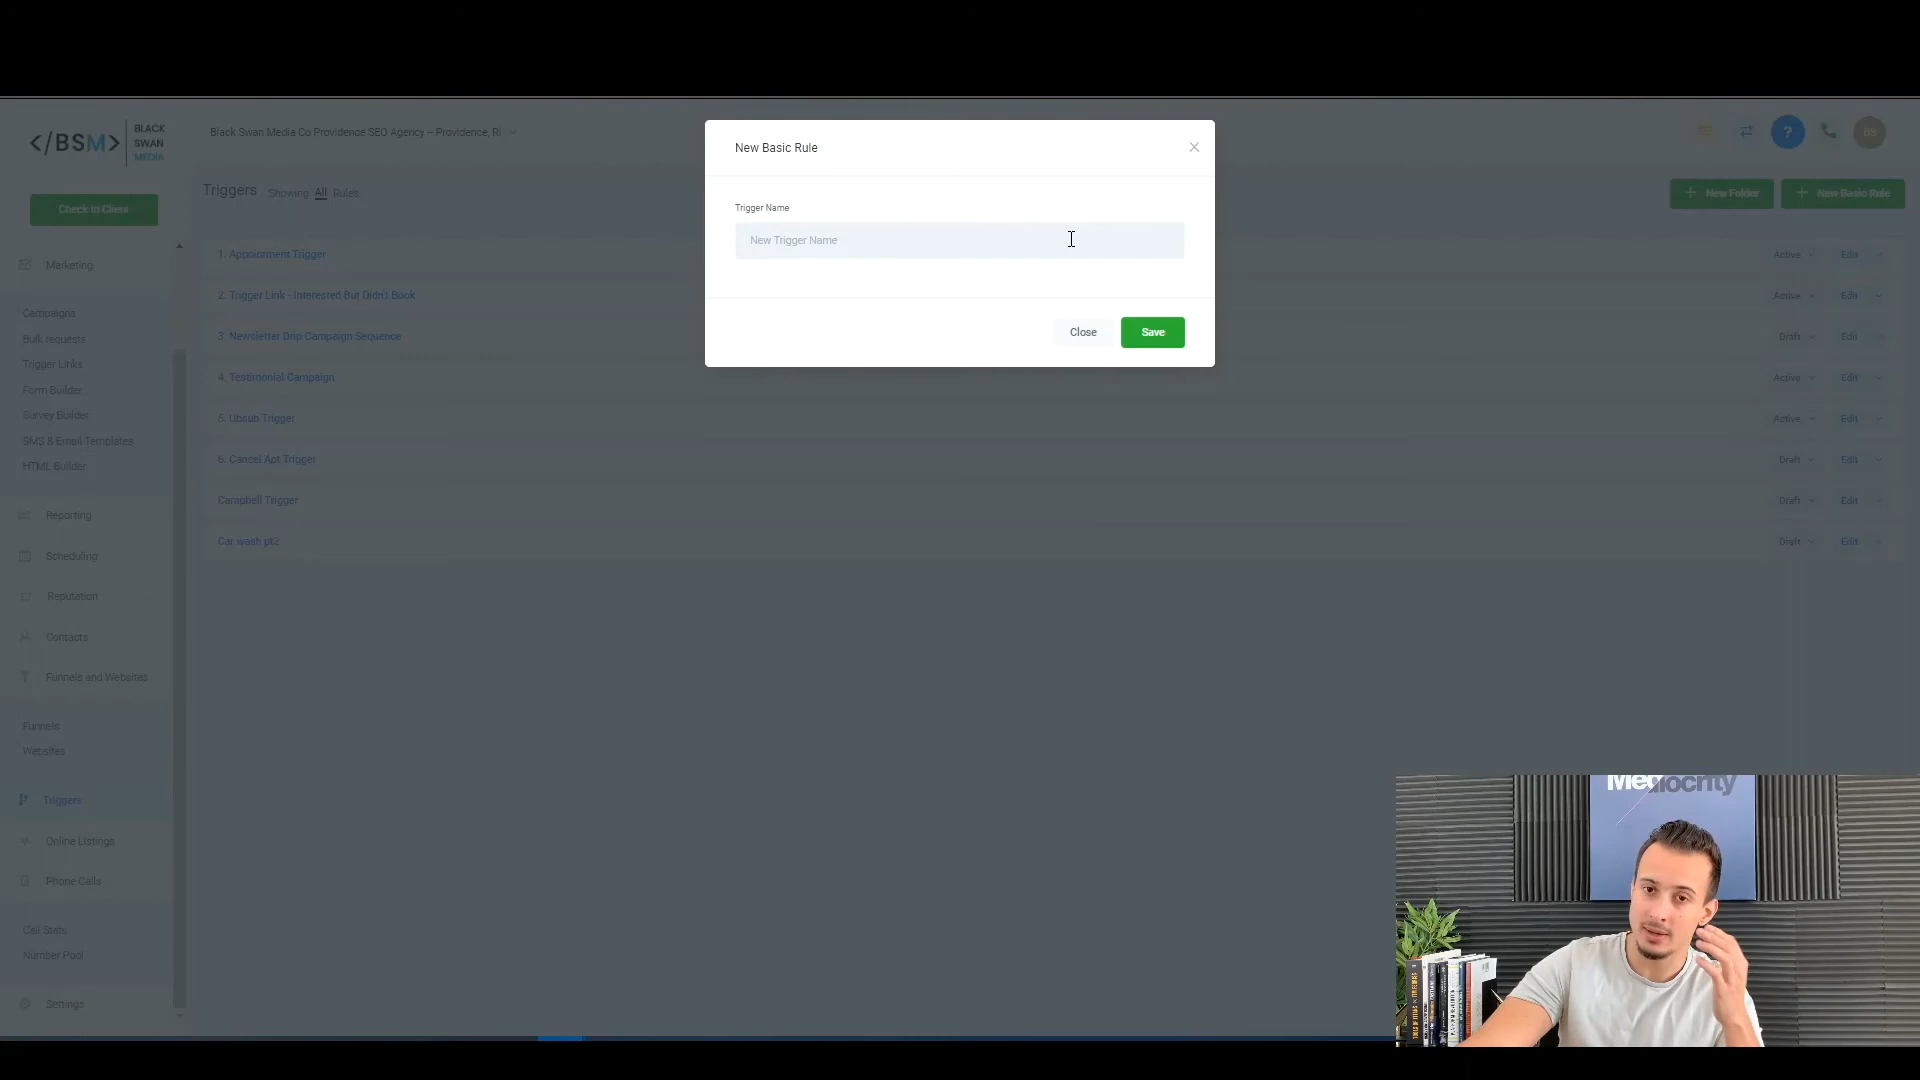 </BSM>
BLACK
SWAN
MEDIA
Black Swan Media Co Providence SEO Agency – Providence, RI
?
BS
Check In Client
Marketing
Campaigns
Bulk requests
Trigger Links
Form Builder
Survey Builder
SMS & Email Templates
HTML Builder
Reporting
Scheduling
Reputation
Contacts
Funnels and Websites
Funnels
Websites
Triggers
Online Listings
Phone Calls
Call Stats
Number Pool
Settings
Triggers Showing All Rules
+ New Folder
+ New Basic Rule
1. Appointment Trigger Active Edit
2. Trigger Link - Interested But Didn't Book Active Edit
3. Newsletter Drip Campaign Sequence Draft Edit
4. Testimonial Campaign Active Edit
5. Ubsub Trigger Active Edit
6. Cancel Apt Trigger Draft Edit
Campbell Trigger Draft Edit
Car wash pt2 Draft Edit
New Basic Rule
Trigger Name
New Trigger Name
Close
Save
Mediocrity